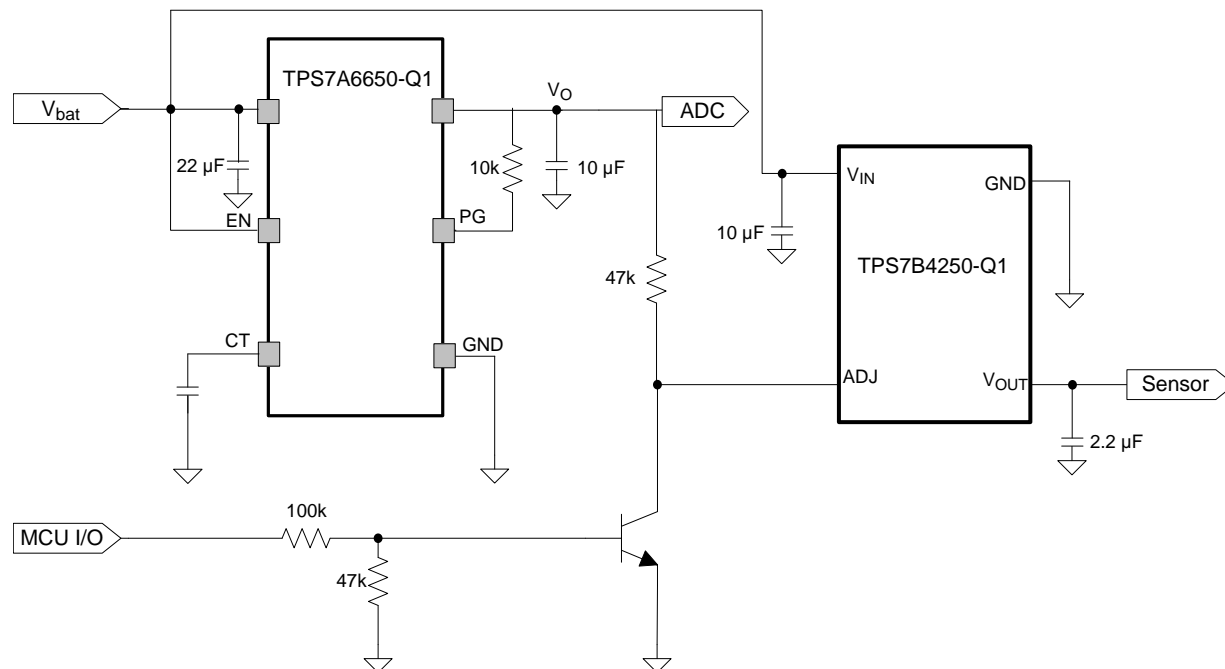 TPS7A6650-Q1
V_O
V_bat
ADC
22 µF
10k
10 µF
V_IN
GND
EN
PG
10 µF
TPS7B4250-Q1
47k
CT
GND
ADJ
V_OUT
Sensor
2.2 µF
100k
MCU I/O
47k